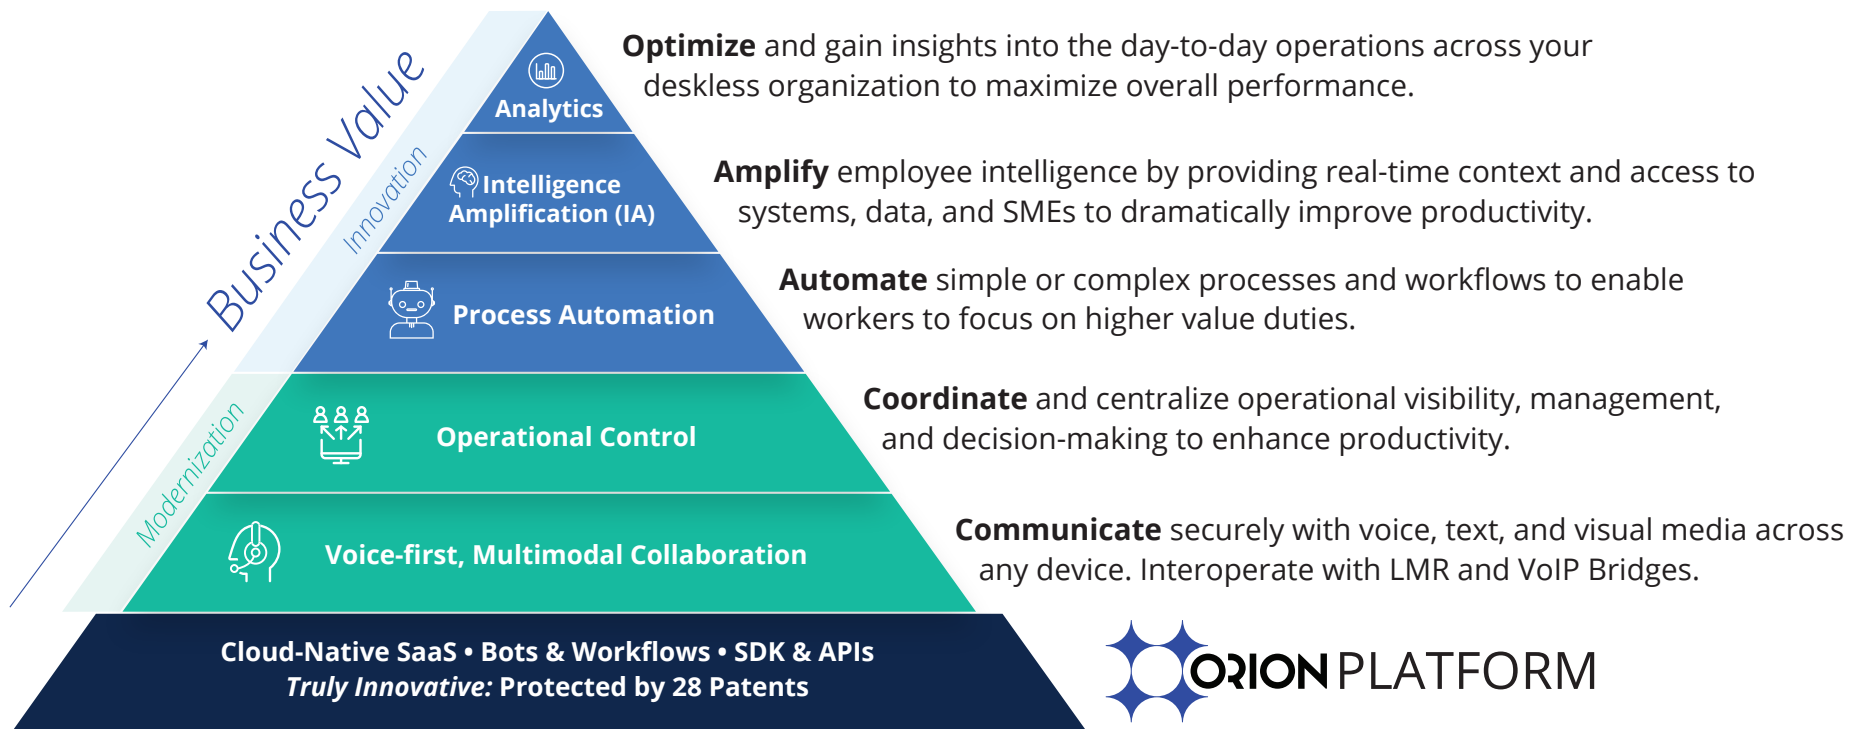 Business Value
Innovation
Modernization
Analytics
Optimize and gain insights into the day-to-day operations across your
deskless organization to maximize overall performance.
Intelligence
Amplification (IA)
Amplify employee intelligence by providing real-time context and access to
systems, data, and SMEs to dramatically improve productivity.
Process Automation
Automate simple or complex processes and workflows to enable
workers to focus on higher value duties.
Operational Control
Coordinate and centralize operational visibility, management,
and decision-making to enhance productivity.
Voice-first, Multimodal Collaboration
Communicate securely with voice, text, and visual media across
any device. Interoperate with LMR and VoIP Bridges.
Cloud-Native SaaS • Bots & Workflows • SDK & APIs
Truly Innovative: Protected by 28 Patents
ORION PLATFORM